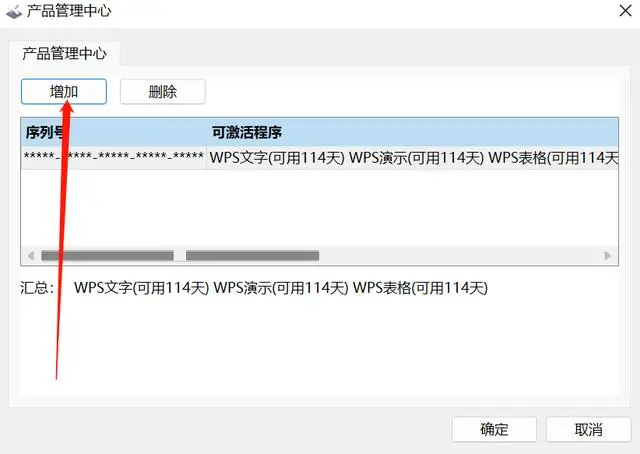 产品管理中心
产品管理中心
增加 删除
序列号 可激活程序
*****-*****-*****-*****-***** WPS文字(可用114天) WPS演示(可用114天) WPS表格(可用114天
汇总: WPS文字(可用114天) WPS演示(可用114天) WPS表格(可用114天)
确定 取消